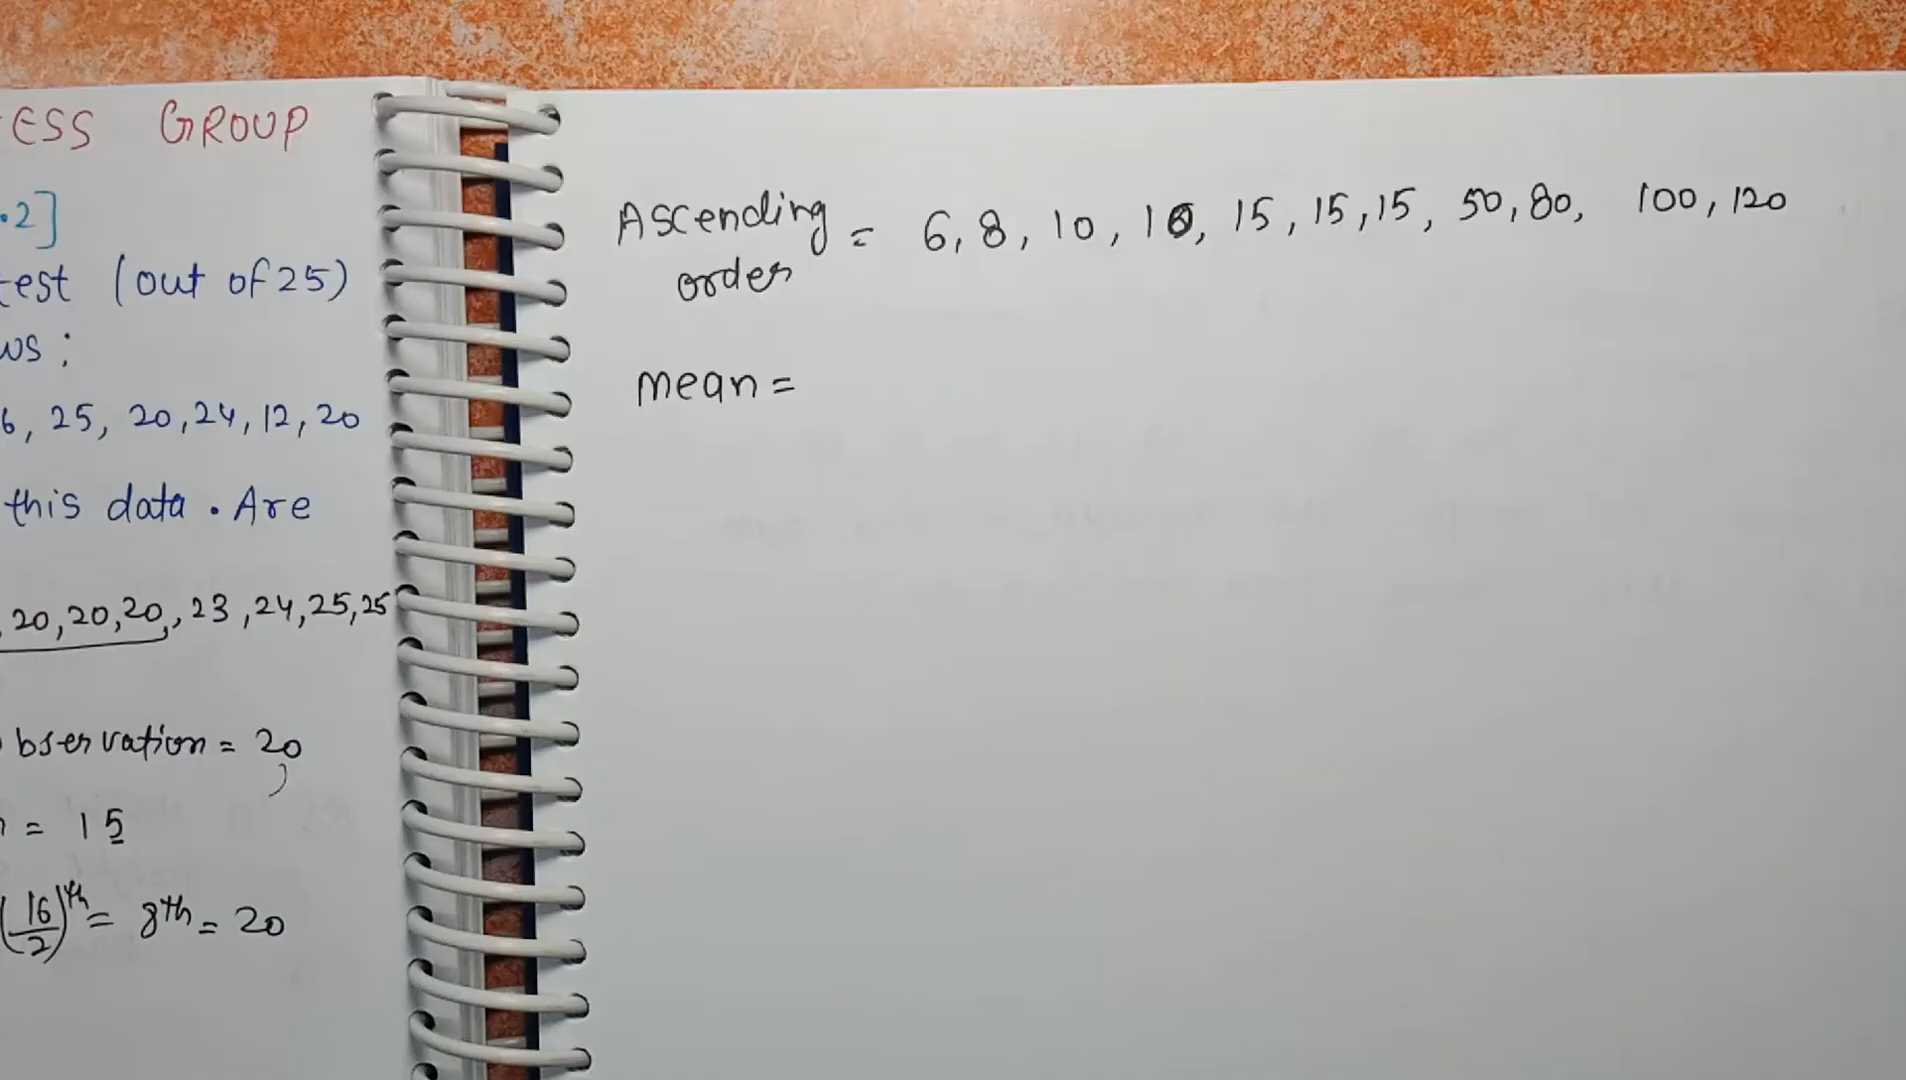 ESS GROUP
.2]
test (out of 25)
ws :
6, 25, 20, 24, 12, 20
this data . Are
, 20, 20, 20, , 23 , 24, 25, 25
bservation = 20
= 15
(16/2)th = 8th = 20
Ascending order = 6, 8, 10, 10, 15, 15, 15, 50, 80, 100, 120
mean =